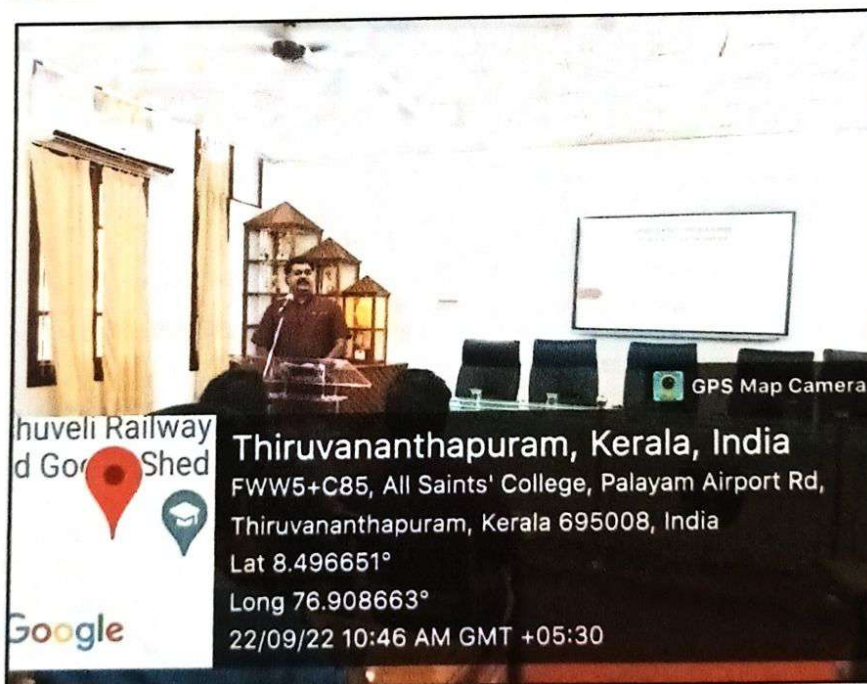 GPS Map Camera
huveli Railway
d Goo Shed
Google
Thiruvananthapuram, Kerala, India
FWW5+C85, All Saints' College, Palayam Airport Rd,
Thiruvananthapuram, Kerala 695008, India
Lat 8.496651°
Long 76.908663°
22/09/22 10:46 AM GMT +05:30